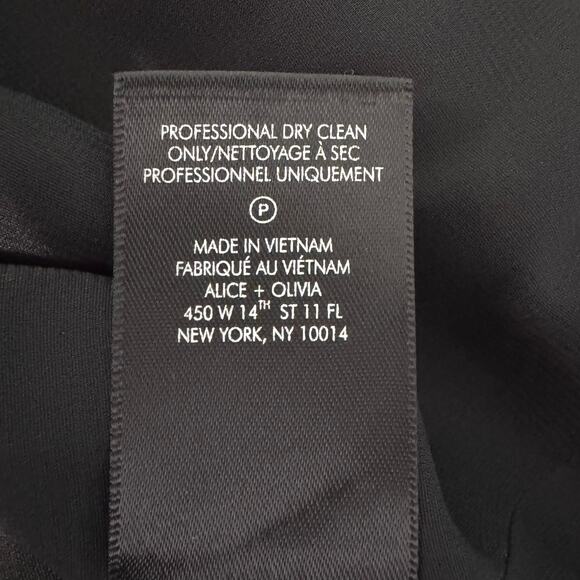 PROFESSIONAL DRY CLEAN
ONLY/NETTOYAGE À SEC
PROFESSIONNEL UNIQUEMENT
P
MADE IN VIETNAM
FABRIQUÉ AU VIÉTNAM
ALICE + OLIVIA
450 W 14TH ST 11 FL
NEW YORK, NY 10014